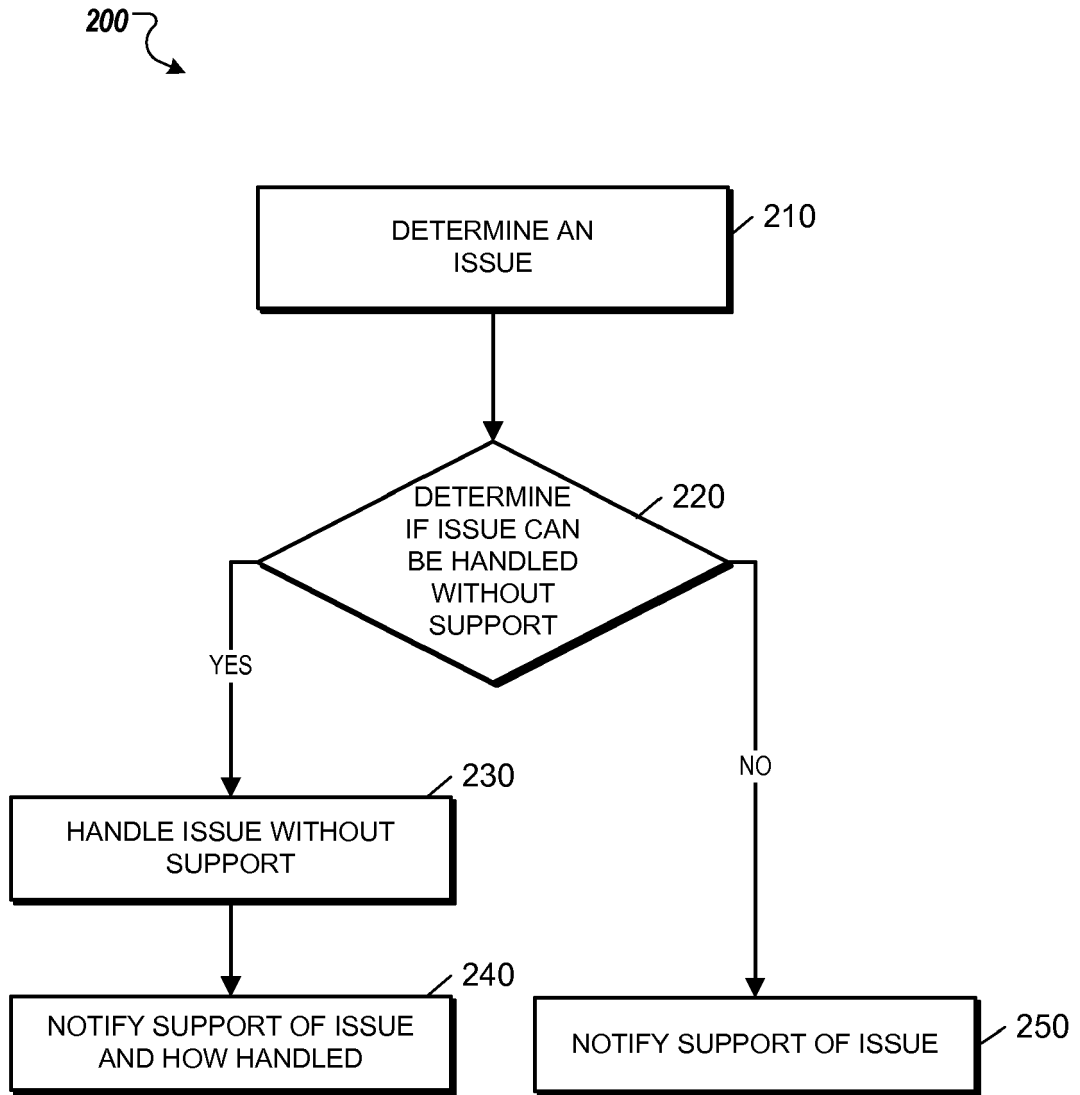 200
DETERMINE AN
ISSUE
210
DETERMINE
IF ISSUE CAN
BE HANDLED
WITHOUT
SUPPORT
220
YES
NO
230
HANDLE ISSUE WITHOUT
SUPPORT
240
NOTIFY SUPPORT OF ISSUE
AND HOW HANDLED
NOTIFY SUPPORT OF ISSUE
250